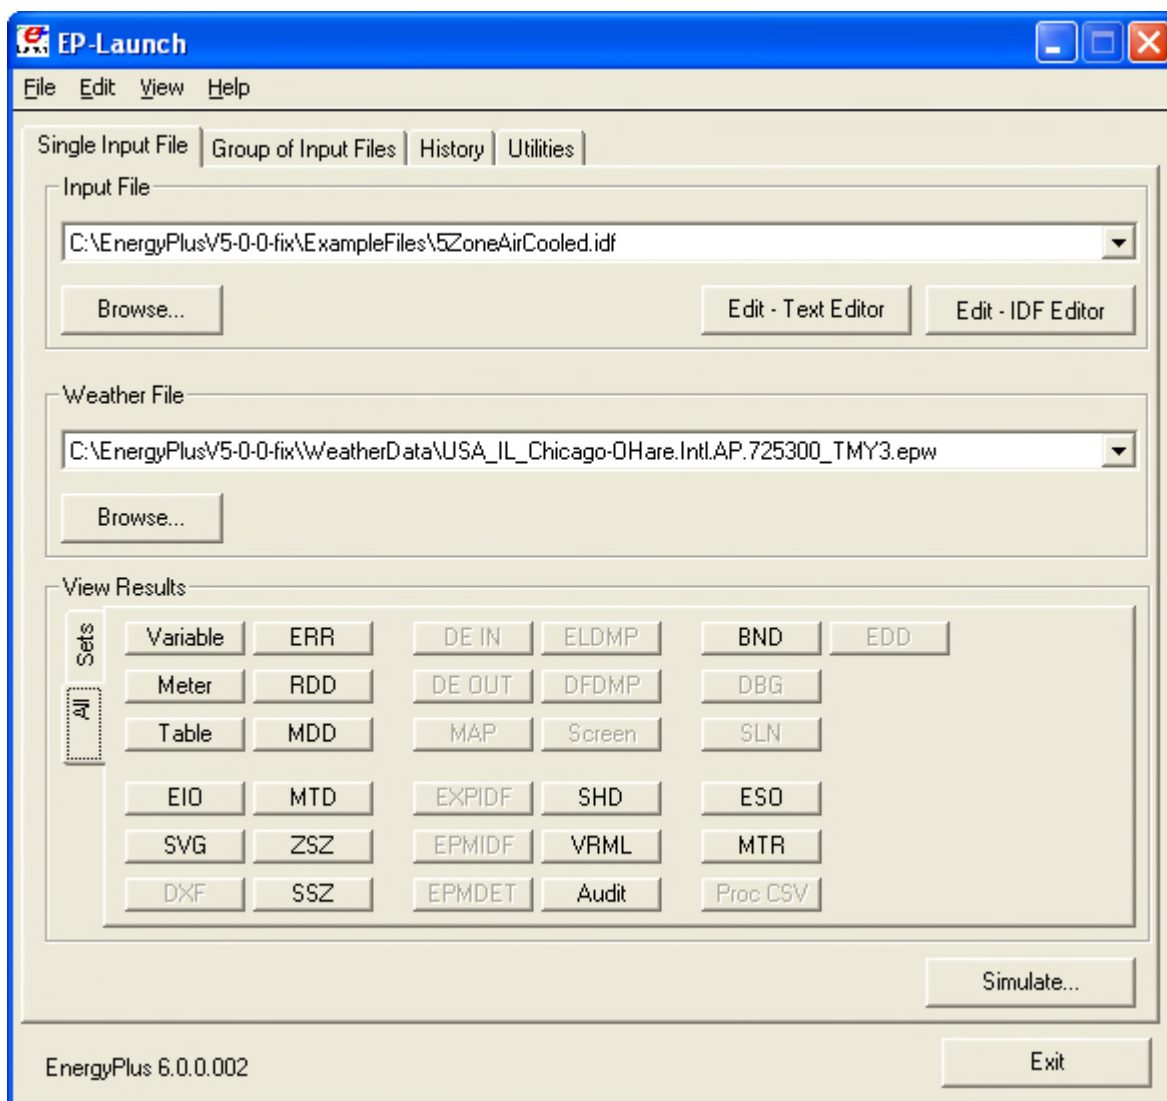 EP-Launch
File Edit View Help
Single Input File Group of Input Files History Utilities
Input File
C:\EnergyPlusV5-0-0-fix\ExampleFiles\5ZoneAirCooled.idf
Browse... Edit - Text Editor Edit - IDF Editor
Weather File
C:\EnergyPlusV5-0-0-fix\WeatherData\USA_IL_Chicago-OHare.Intl.AP.725300_TMY3.epw
Browse...
View Results
Sets
All
Variable ERR DE IN ELDMP BND EDD
Meter RDD DE OUT DFDMP DBG
Table MDD MAP Screen SLN
EIO MTD EXPIDF SHD ESO
SVG ZSZ EPMIDF VRML MTR
DXF SSZ EPMDET Audit Proc CSV
Simulate...
EnergyPlus 6.0.0.002 Exit